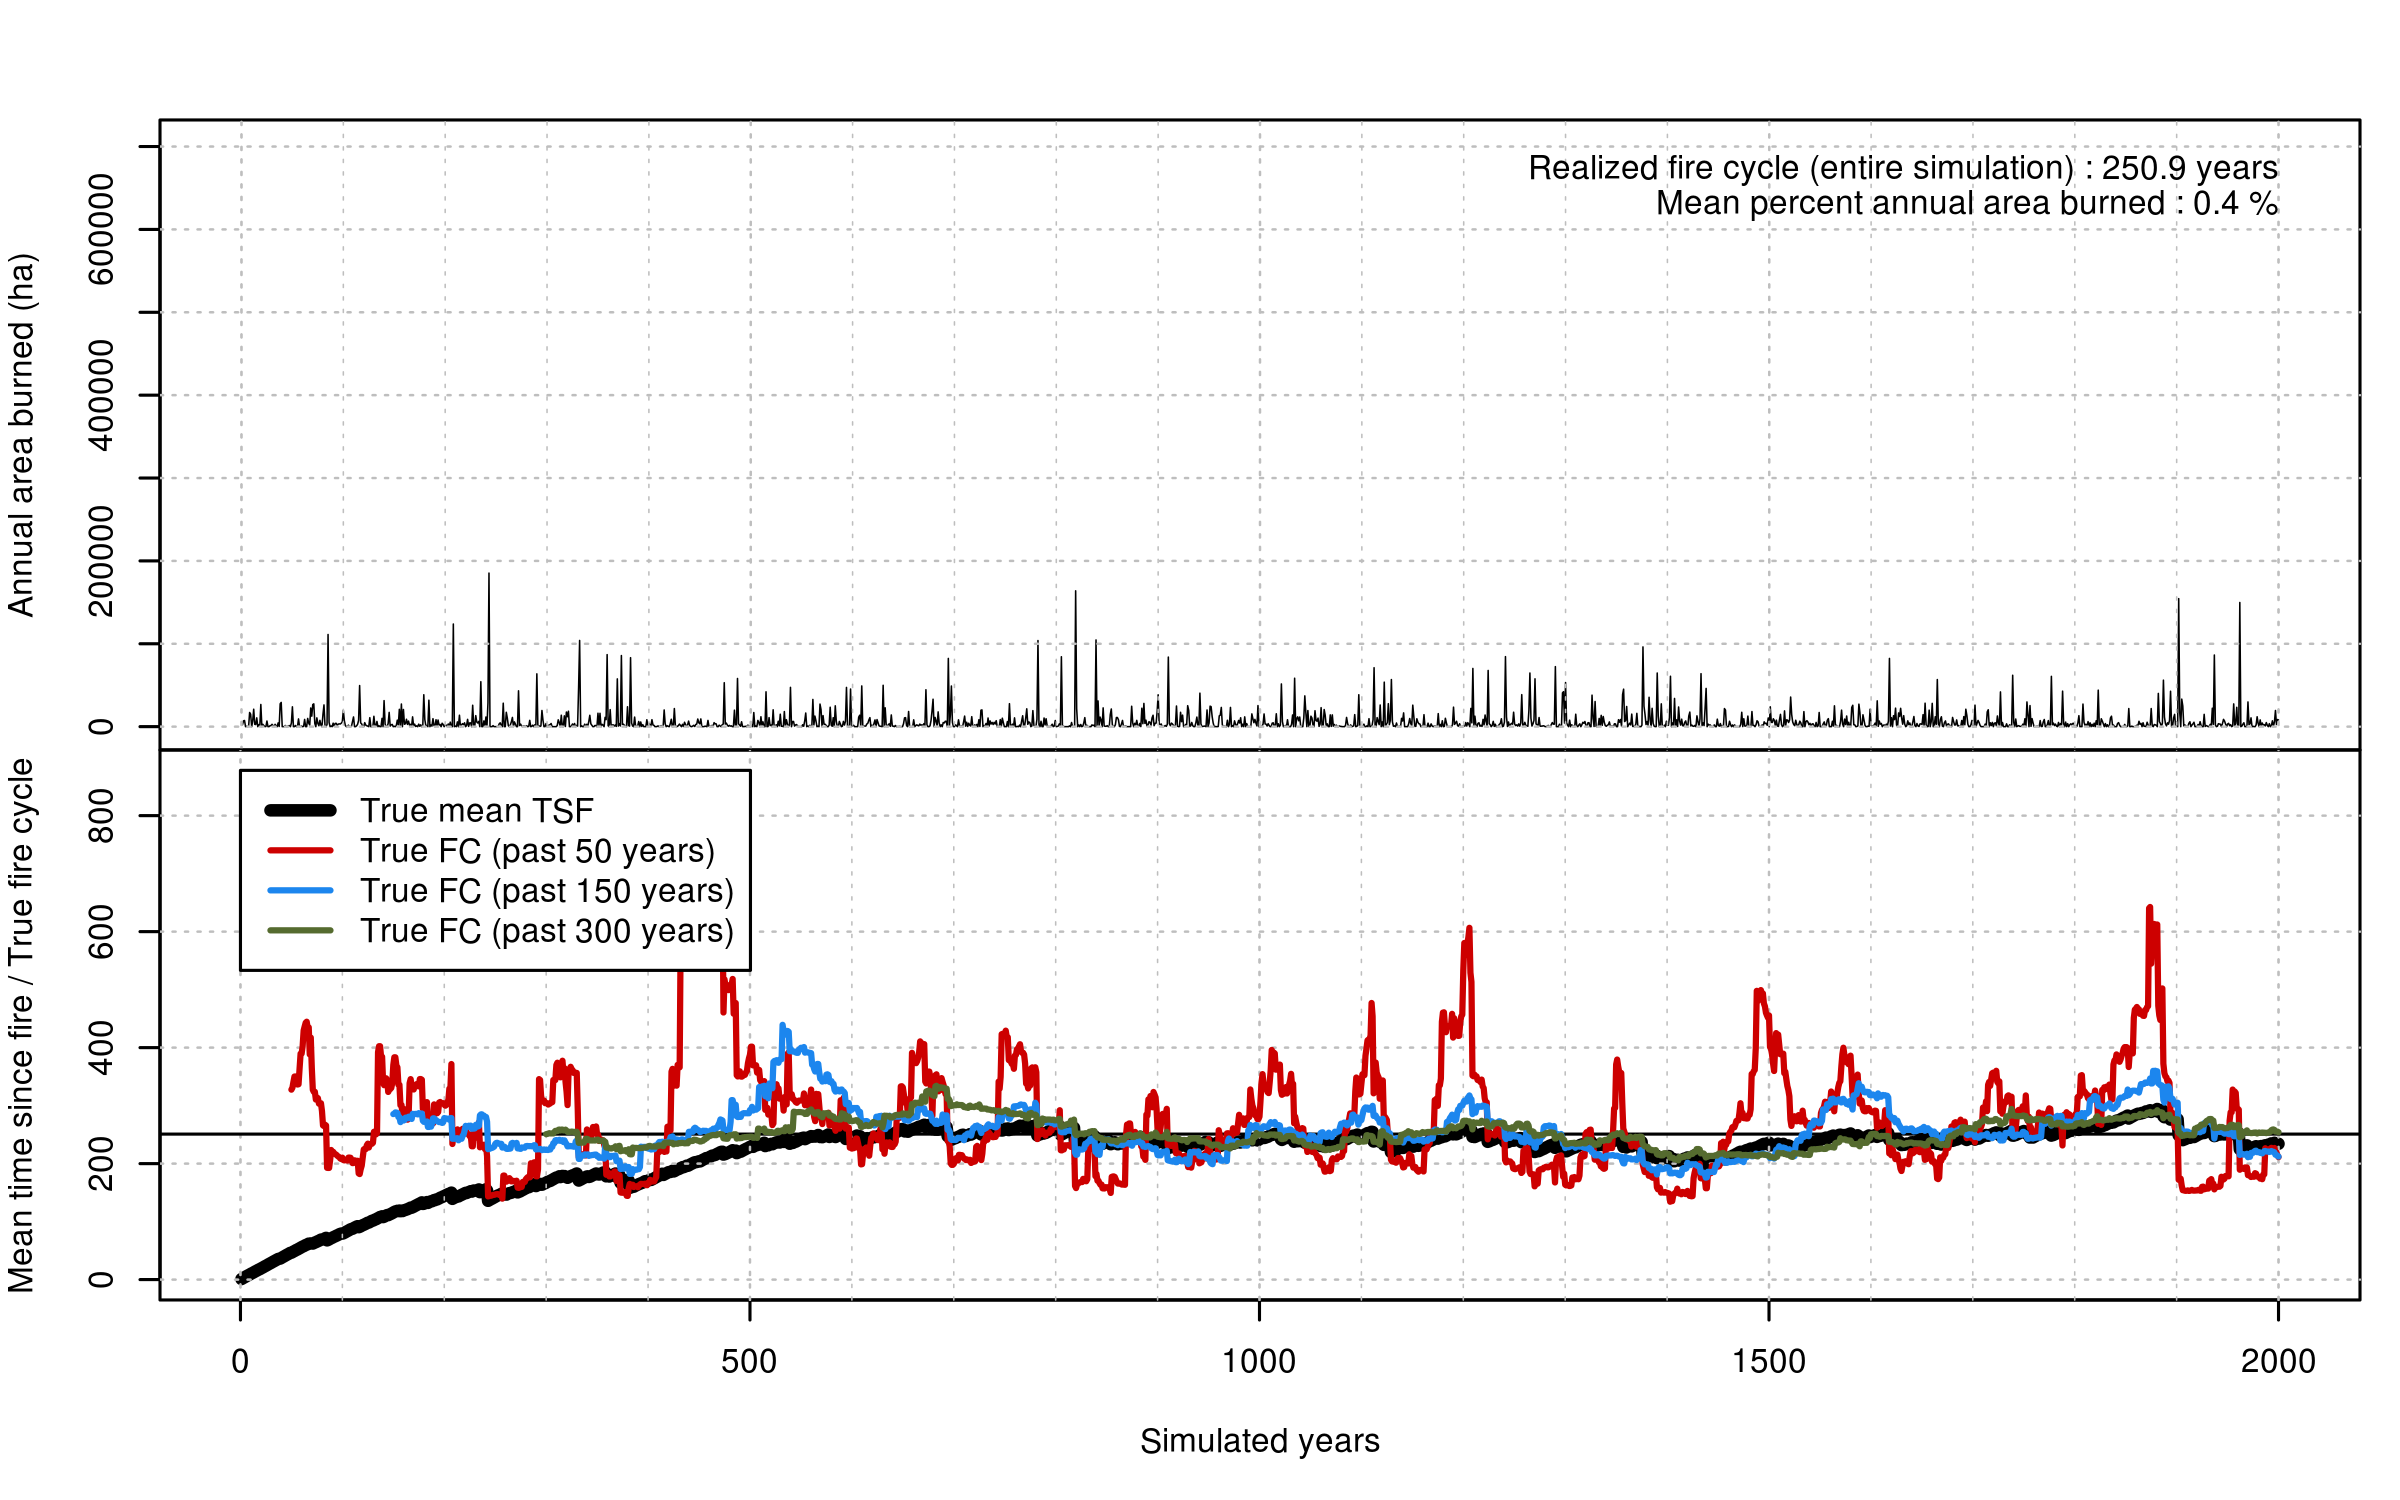 Realized fire cycle (entire simulation) : 250.9 years
Mean percent annual area burned : 0.4 %
Annual area burned (ha)
600000
400000
200000
0
True mean TSF
True FC (past 50 years)
True FC (past 150 years)
True FC (past 300 years)
Mean time since fire / True fire cycle
800
600
400
200
0
0 500 1000 1500 2000
Simulated years